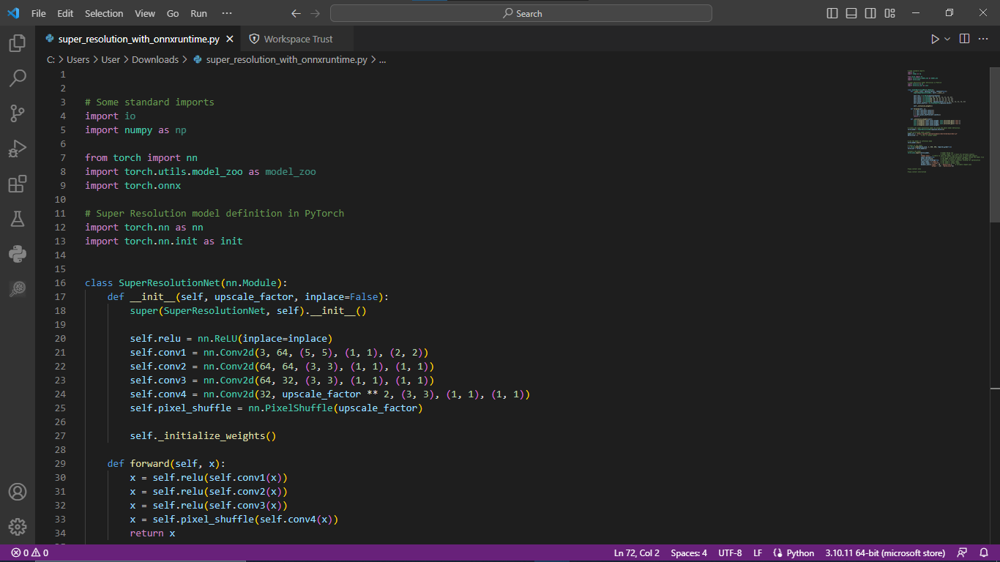 File Edit Selection View Go Run ··· Search
super_resolution_with_onnxruntime.py Workspace Trust
C: > Users > User > Downloads > super_resolution_with_onnxruntime.py > ...
1
2
3 # Some standard imports
4 import io
5 import numpy as np
6
7 from torch import nn
8 import torch.utils.model_zoo as model_zoo
9 import torch.onnx
10
11 # Super Resolution model definition in PyTorch
12 import torch.nn as nn
13 import torch.nn.init as init
14
15
16 class SuperResolutionNet(nn.Module):
17     def __init__(self, upscale_factor, inplace=False):
18         super(SuperResolutionNet, self).__init__()
19
20         self.relu = nn.ReLU(inplace=inplace)
21         self.conv1 = nn.Conv2d(3, 64, (5, 5), (1, 1), (2, 2))
22         self.conv2 = nn.Conv2d(64, 64, (3, 3), (1, 1), (1, 1))
23         self.conv3 = nn.Conv2d(64, 32, (3, 3), (1, 1), (1, 1))
24         self.conv4 = nn.Conv2d(32, upscale_factor ** 2, (3, 3), (1, 1), (1, 1))
25         self.pixel_shuffle = nn.PixelShuffle(upscale_factor)
26
27         self._initialize_weights()
28
29     def forward(self, x):
30         x = self.relu(self.conv1(x))
31         x = self.relu(self.conv2(x))
32         x = self.relu(self.conv3(x))
33         x = self.pixel_shuffle(self.conv4(x))
34         return x
0 0 Ln 72, Col 2 Spaces: 4 UTF-8 LF Python 3.10.11 64-bit (microsoft store)